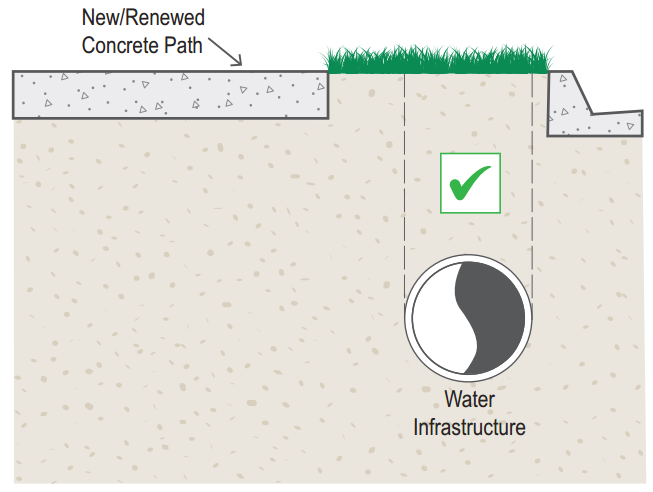 New/Renewed
Concrete Path
Water
Infrastructure